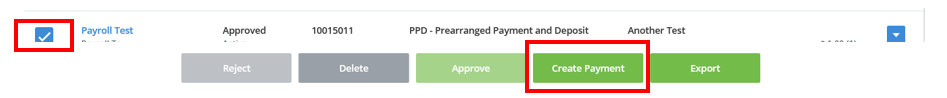 Payroll Test Approved 10015011 PPD - Prearranged Payment and Deposit Another Test
Reject Delete Approve Create Payment Export